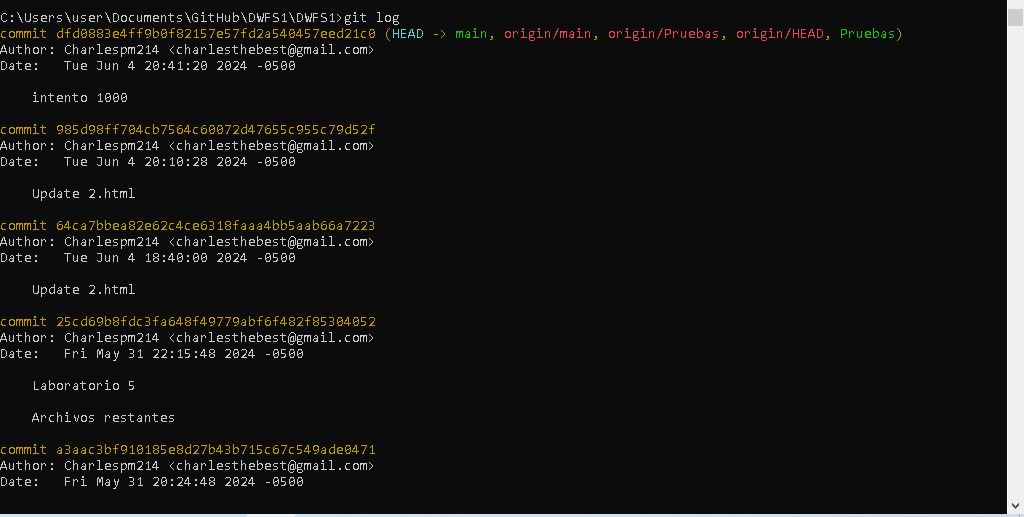 C:\Users\user\Documents\GitHub\DWFS1\DWFS1>git log
commit dfd0883e4ff9b0f82157e57fd2a540457eed21c0 (HEAD -> main, origin/main, origin/Pruebas, origin/HEAD, Pruebas)
Author: Charlespm214 <charlesthebest@gmail.com>
Date:   Tue Jun 4 20:41:20 2024 -0500
intento 1000
commit 985d98ff704cb7564c60072d47655c955c79d52f
Author: Charlespm214 <charlesthebest@gmail.com>
Date:   Tue Jun 4 20:10:28 2024 -0500
Update 2.html
commit 64ca7bbea82e62c4ce6318faaa4bb5aab66a7223
Author: Charlespm214 <charlesthebest@gmail.com>
Date:   Tue Jun 4 18:40:00 2024 -0500
Update 2.html
commit 25cd69b8fdc3fa648f49779abf6f482f85304052
Author: Charlespm214 <charlesthebest@gmail.com>
Date:   Fri May 31 22:15:48 2024 -0500
Laboratorio 5
Archivos restantes
commit a3aac3bf910185e8d27b43b715c67c549ade0471
Author: Charlespm214 <charlesthebest@gmail.com>
Date:   Fri May 31 20:24:48 2024 -0500